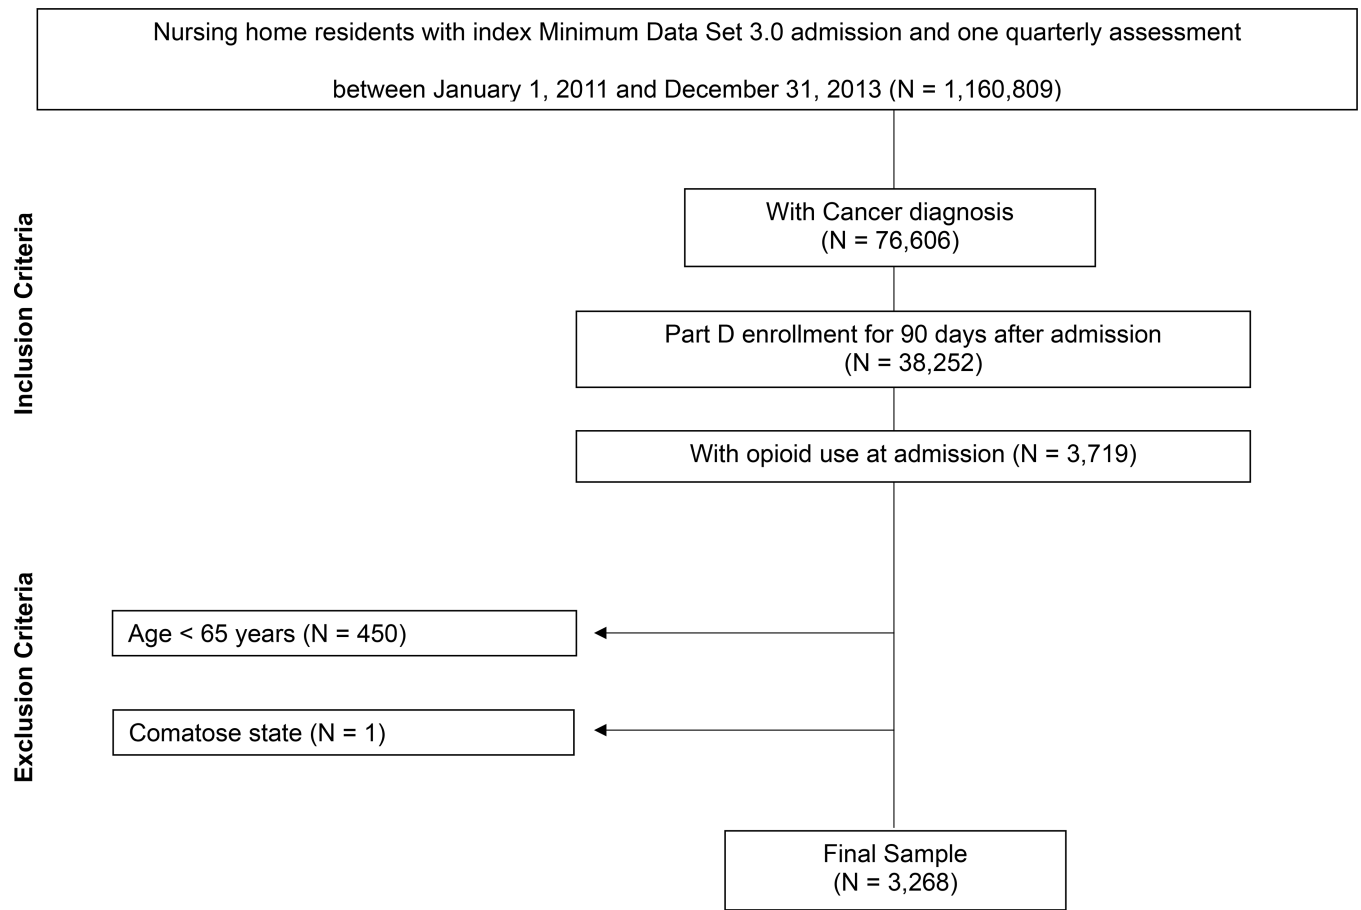 Nursing home residents with index Minimum Data Set 3.0 admission and one quarterly assessment
between January 1, 2011 and December 31, 2013 (N = 1,160,809)
Inclusion Criteria
With Cancer diagnosis
(N = 76,606)
Part D enrollment for 90 days after admission
(N = 38,252)
With opioid use at admission (N = 3,719)
Exclusion Criteria
Age < 65 years (N = 450)
Comatose state (N = 1)
Final Sample
(N = 3,268)